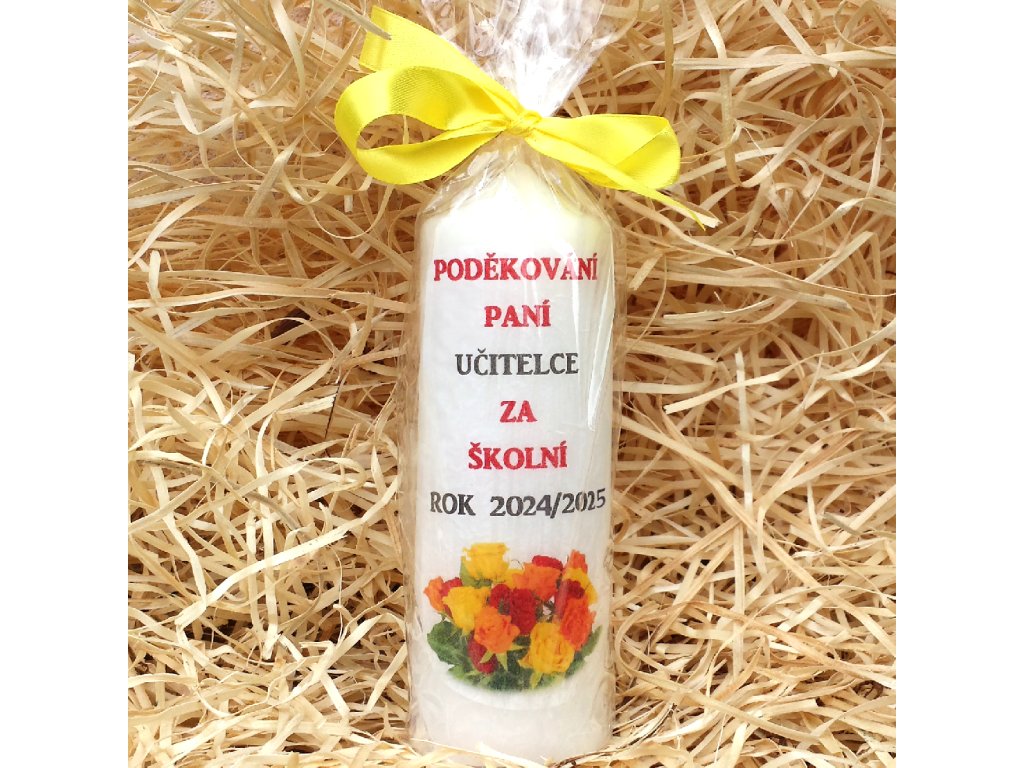 PODĚKOVÁNÍ
PANÍ
UČITELCE
ZA
ŠKOLNÍ
ROK 2024/2025